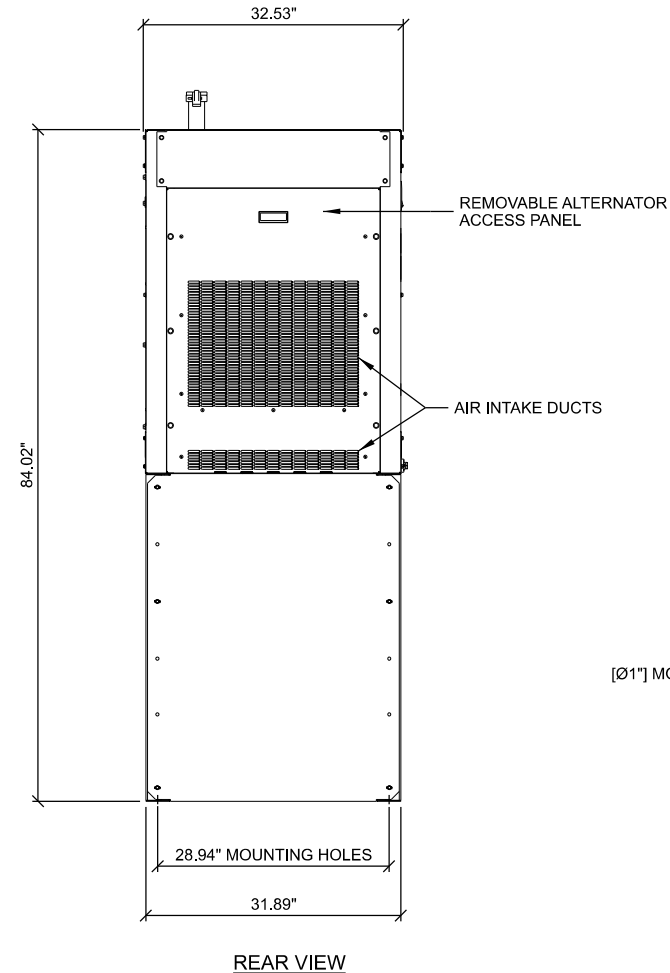 32.53"
REMOVABLE ALTERNATOR
ACCESS PANEL
AIR INTAKE DUCTS
84.02"
[Ø1"]
28.94" MOUNTING HOLES
31.89"
REAR VIEW